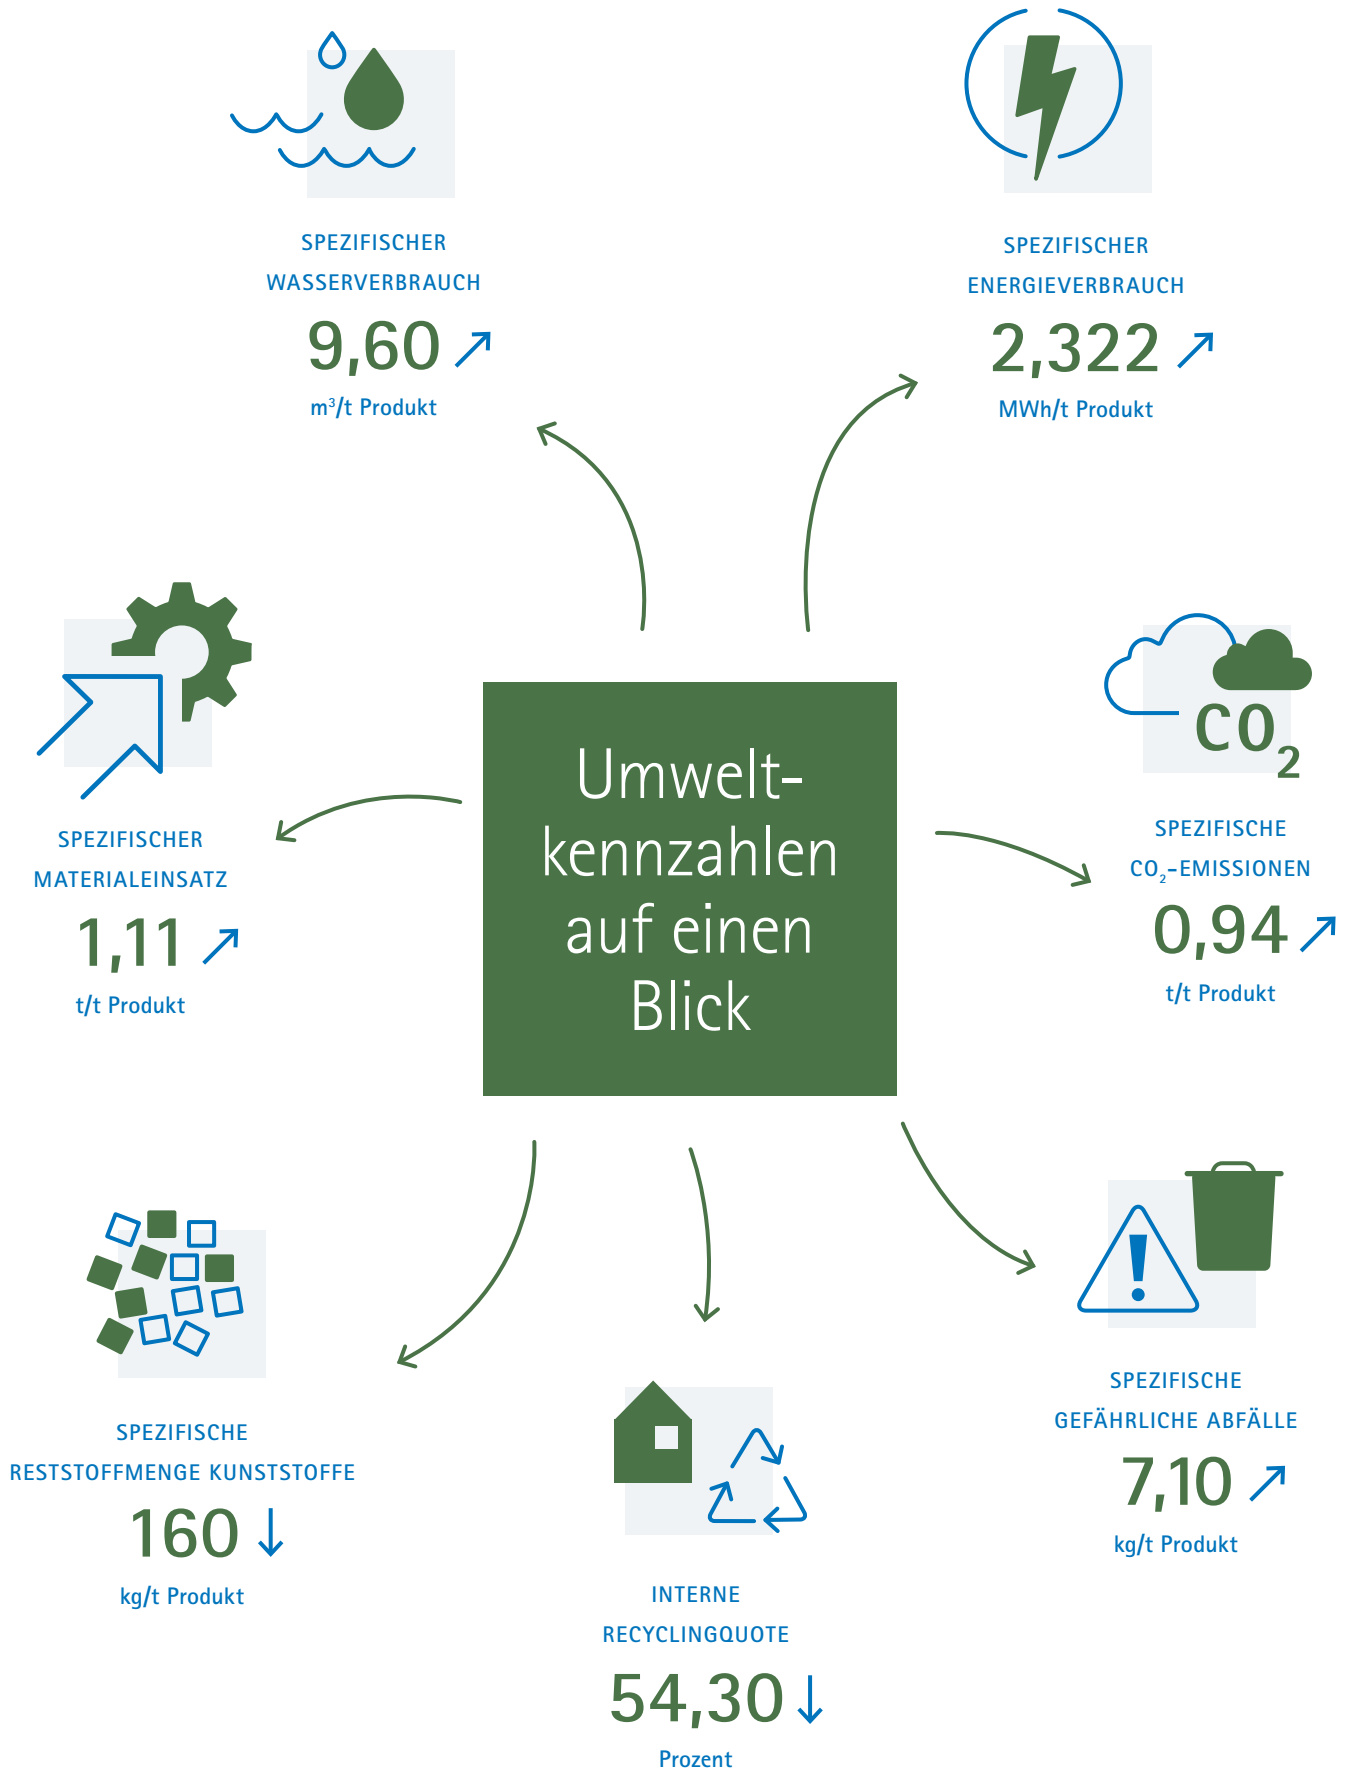 SPEZIFISCHER
WASSERVERBRAUCH
9,60
m³/t Produkt
SPEZIFISCHER
ENERGIEVERBRAUCH
2,322
MWh/t Produkt
SPEZIFISCHER
MATERIALEINSATZ
1,11
t/t Produkt
Umwelt-
kennzahlen
auf einen
Blick
CO₂
SPEZIFISCHE
CO₂-EMISSIONEN
0,94
t/t Produkt
SPEZIFISCHE
RESTSTOFFMENGE KUNSTSTOFFE
160
kg/t Produkt
INTERNE
RECYCLINGQUOTE
54,30
Prozent
!
SPEZIFISCHE
GEFÄHRLICHE ABFÄLLE
7,10
kg/t Produkt